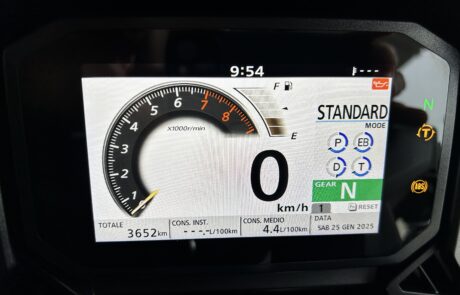 9:54
---
F
E
1 2 3 4 5 6 7 8
X1000r/min
STANDARD
MODE
P EB
D T
GEAR N
0
km/h
1 RESET
TOTALE CONS. INST. CONS. MEDIO DATA
3652km ---.-L/100km 4.4L/100km SAB 25 GEN 2025
N
T
ABS